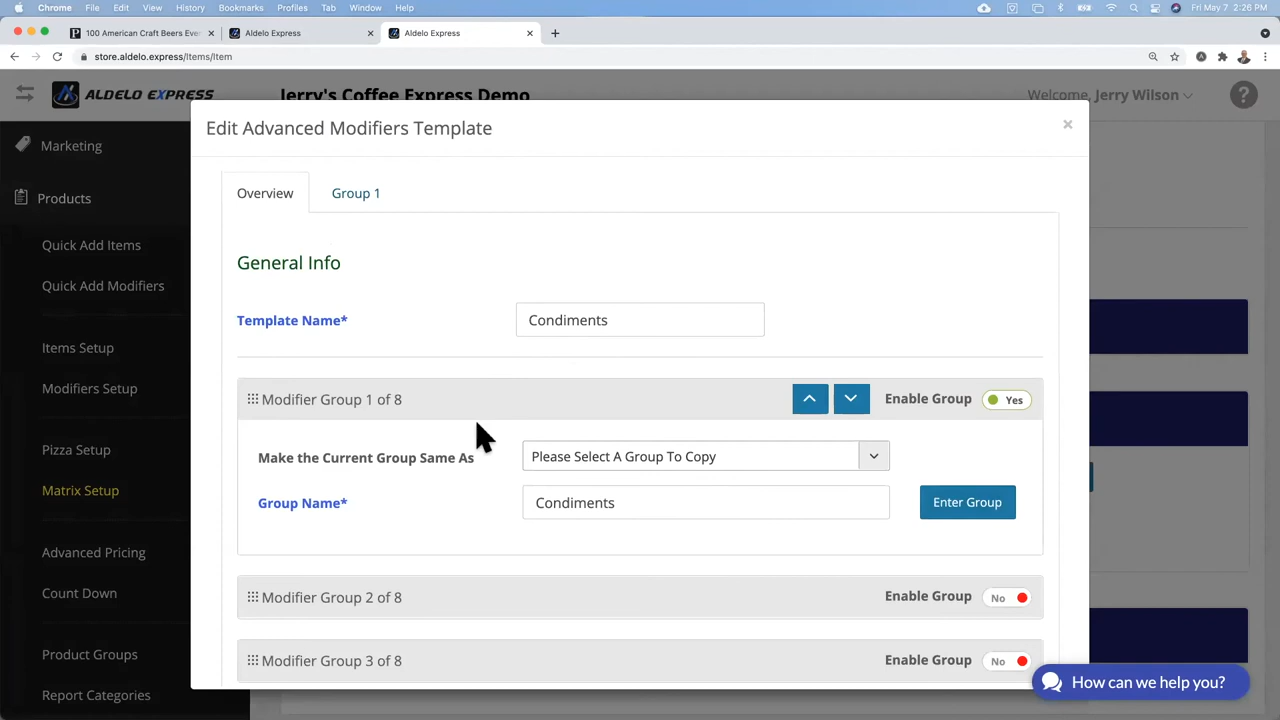 Chrome File Edit View History Bookmarks Profiles Tab Window Help Fri May 7 2:26 PM
100 American Craft Beers Eve Aldelo Express Aldelo Express
store.aldelo.express/Items/Item
ALDELO EXPRESS Jerry's Coffee Express Demo Welcome, Jerry Wilson ?
Edit Advanced Modifiers Template
Marketing
Products
Quick Add Items
Quick Add Modifiers
Items Setup
Modifiers Setup
Pizza Setup
Matrix Setup
Advanced Pricing
Count Down
Product Groups
Report Categories
Overview Group 1
General Info
Template Name* Condiments
Modifier Group 1 of 8 Enable Group Yes
Make the Current Group Same As Please Select A Group To Copy
Group Name* Condiments Enter Group
Modifier Group 2 of 8 Enable Group No
Modifier Group 3 of 8 Enable Group No
How can we help you?